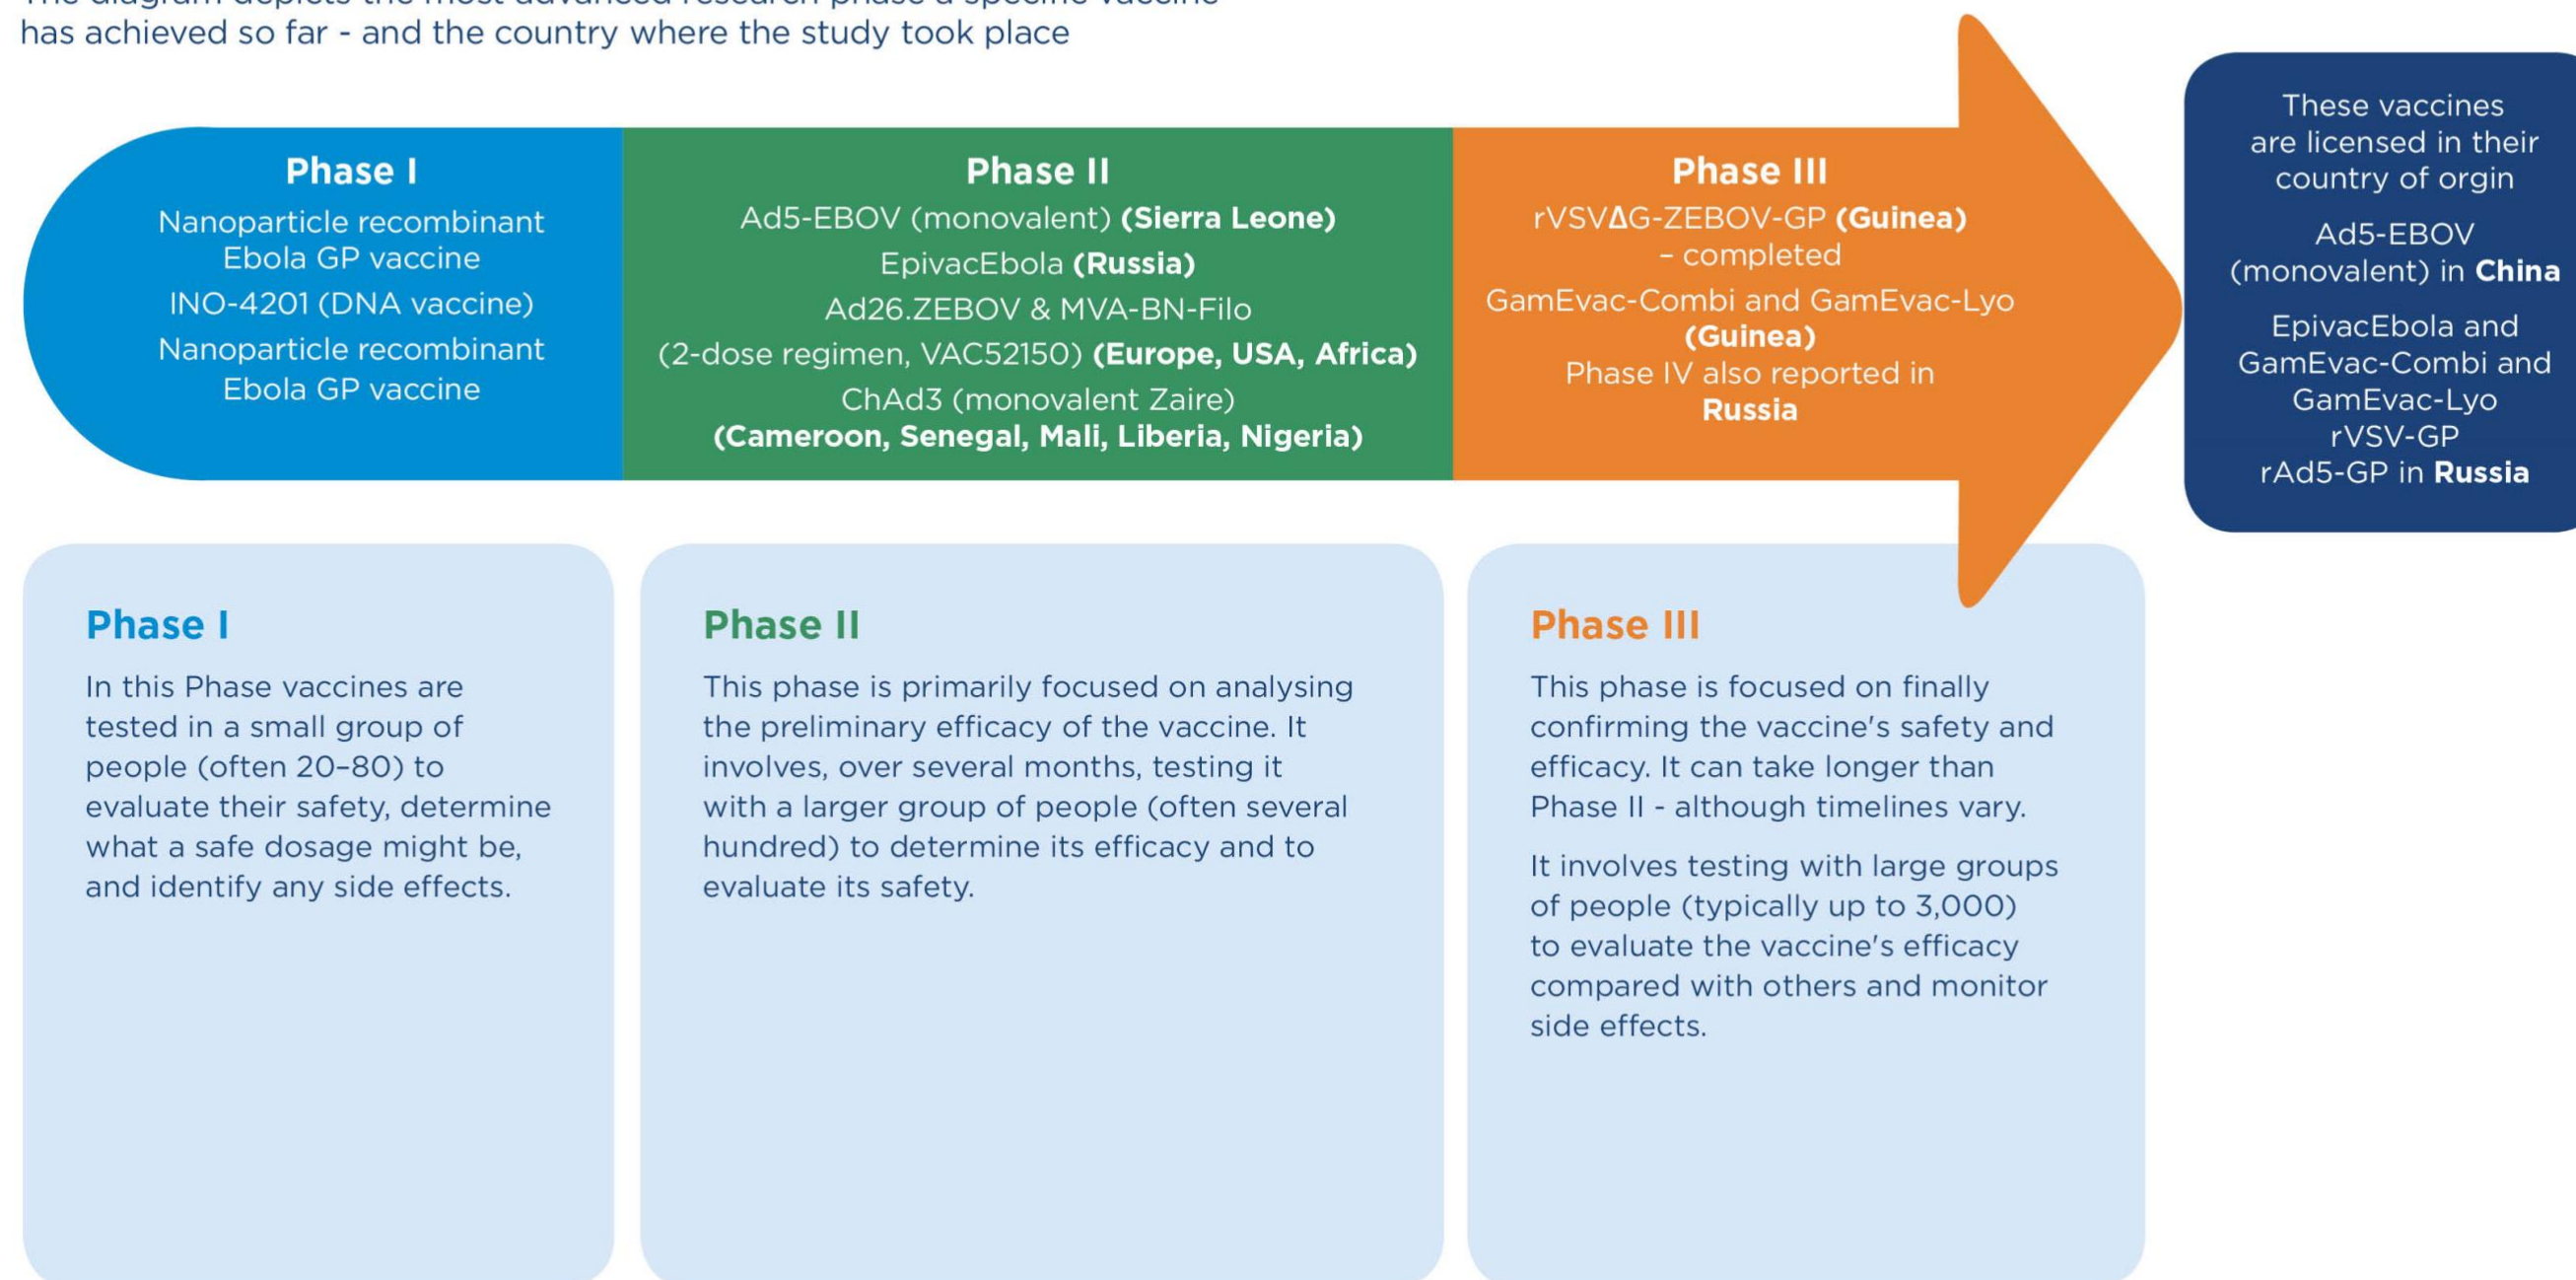 The diagram depicts the most advanced research phase a specific vaccine
has achieved so far - and the country where the study took place
Phase I
Nanoparticle recombinant
Ebola GP vaccine
INO-4201 (DNA vaccine)
Nanoparticle recombinant
Ebola GP vaccine
Phase II
Ad5-EBOV (monovalent) (Sierra Leone)
EpivacEbola (Russia)
Ad26.ZEBOV & MVA-BN-Filo
(2-dose regimen, VAC52150) (Europe, USA, Africa)
ChAd3 (monovalent Zaire)
(Cameroon, Senegal, Mali, Liberia, Nigeria)
Phase III
rVSVΔG-ZEBOV-GP (Guinea)
– completed
GamEvac-Combi and GamEvac-Lyo
(Guinea)
Phase IV also reported in
Russia
These vaccines
are licensed in their
country of orgin
Ad5-EBOV
(monovalent) in China
EpivacEbola and
GamEvac-Combi and
GamEvac-Lyo
rVSV-GP
rAd5-GP in Russia
Phase I
In this Phase vaccines are
tested in a small group of
people (often 20–80) to
evaluate their safety, determine
what a safe dosage might be,
and identify any side effects.
Phase II
This phase is primarily focused on analysing
the preliminary efficacy of the vaccine. It
involves, over several months, testing it
with a larger group of people (often several
hundred) to determine its efficacy and to
evaluate its safety.
Phase III
This phase is focused on finally
confirming the vaccine's safety and
efficacy. It can take longer than
Phase II - although timelines vary.
It involves testing with large groups
of people (typically up to 3,000)
to evaluate the vaccine's efficacy
compared with others and monitor
side effects.